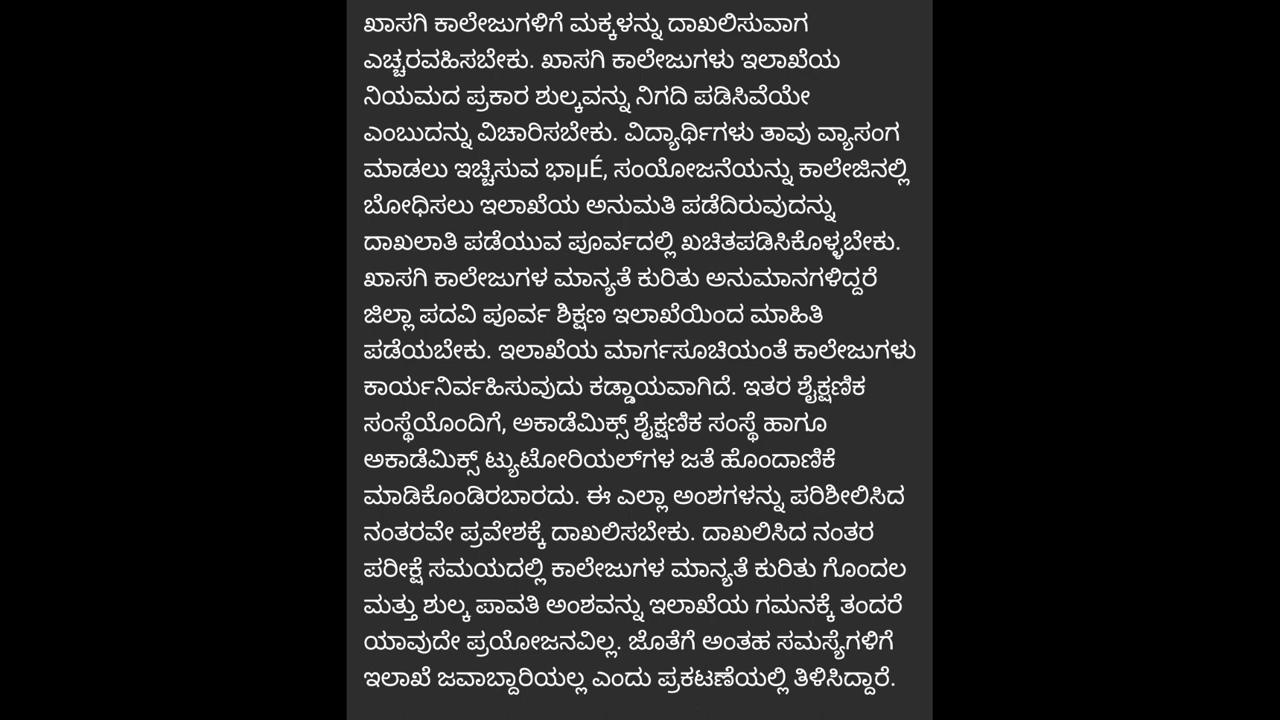 ಖಾಸಗಿ ಕಾಲೇಜುಗಳಿಗೆ ಮಕ್ಕಳನ್ನು ದಾಖಲಿಸುವಾಗ
ಎಚ್ಚರವಹಿಸಬೇಕು. ಖಾಸಗಿ ಕಾಲೇಜುಗಳು ಇಲಾಖೆಯ
ನಿಯಮದ ಪ್ರಕಾರ ಶುಲ್ಕವನ್ನು ನಿಗದಿ ಪಡಿಸಿವೆಯೇ
ಎಂಬುದನ್ನು ವಿಚಾರಿಸಬೇಕು. ವಿದ್ಯಾರ್ಥಿಗಳು ತಾವು ವ್ಯಾಸಂಗ
ಮಾಡಲು ಇಚ್ಚಿಸುವ ಭಾµÉ, ಸಂಯೋಜನೆಯನ್ನು ಕಾಲೇಜಿನಲ್ಲಿ
ಬೋಧಿಸಲು ಇಲಾಖೆಯ ಅನುಮತಿ ಪಡೆದಿರುವುದನ್ನು
ದಾಖಲಾತಿ ಪಡೆಯುವ ಪೂರ್ವದಲ್ಲಿ ಖಚಿತಪಡಿಸಿಕೊಳ್ಳಬೇಕು.
ಖಾಸಗಿ ಕಾಲೇಜುಗಳ ಮಾನ್ಯತೆ ಕುರಿತು ಅನುಮಾನಗಳಿದ್ದರೆ
ಜಿಲ್ಲಾ ಪದವಿ ಪೂರ್ವ ಶಿಕ್ಷಣ ಇಲಾಖೆಯಿಂದ ಮಾಹಿತಿ
ಪಡೆಯಬೇಕು. ಇಲಾಖೆಯ ಮಾರ್ಗಸೂಚಿಯಂತೆ ಕಾಲೇಜುಗಳು
ಕಾರ್ಯನಿರ್ವಹಿಸುವುದು ಕಡ್ಡಾಯವಾಗಿದೆ. ಇತರ ಶೈಕ್ಷಣಿಕ
ಸಂಸ್ಥೆಯೊಂದಿಗೆ, ಅಕಾಡೆಮಿಕ್ಸ್ ಶೈಕ್ಷಣಿಕ ಸಂಸ್ಥೆ ಹಾಗೂ
ಅಕಾಡೆಮಿಕ್ಸ್ ಟ್ಯುಟೋರಿಯಲ್‌ಗಳ ಜತೆ ಹೊಂದಾಣಿಕೆ
ಮಾಡಿಕೊಂಡಿರಬಾರದು. ಈ ಎಲ್ಲಾ ಅಂಶಗಳನ್ನು ಪರಿಶೀಲಿಸಿದ
ನಂತರವೇ ಪ್ರವೇಶಕ್ಕೆ ದಾಖಲಿಸಬೇಕು. ದಾಖಲಿಸಿದ ನಂತರ
ಪರೀಕ್ಷೆ ಸಮಯದಲ್ಲಿ ಕಾಲೇಜುಗಳ ಮಾನ್ಯತೆ ಕುರಿತು ಗೊಂದಲ
ಮತ್ತು ಶುಲ್ಕ ಪಾವತಿ ಅಂಶವನ್ನು ಇಲಾಖೆಯ ಗಮನಕ್ಕೆ ತಂದರೆ
ಯಾವುದೇ ಪ್ರಯೋಜನವಿಲ್ಲ. ಜೊತೆಗೆ ಅಂತಹ ಸಮಸ್ಯೆಗಳಿಗೆ
ಇಲಾಖೆ ಜವಾಬ್ದಾರಿಯಲ್ಲ ಎಂದು ಪ್ರಕಟಣೆಯಲ್ಲಿ ತಿಳಿಸಿದ್ದಾರೆ.